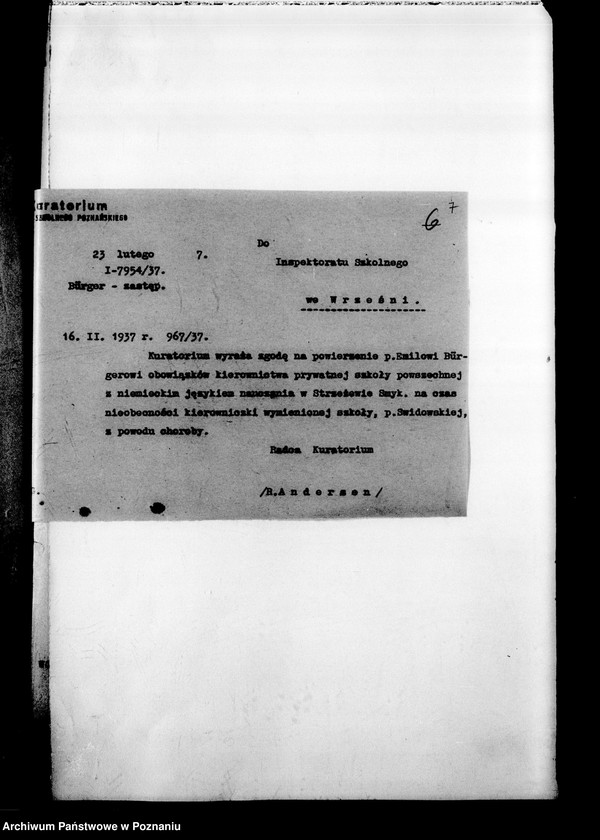 uratorium
SZKOLNEGO POZNAŃSKIEGO
6 7
23 lutego 7.
I-7954/37.
Bürger - zastęp.
Do
Inspektoratu Szkolnego
we Wrześni.
16. II. 1937 r. 967/37.
Kuratorium wyraża zgodę na powierzenie p.Emilowi Bür-
gerowi obowiązków kierownictwa prywatnej szkoły powszechnej
z niemieckim językiem nauczania w Strzeżewie Smyk. na czas
nieobecności kierowniczki wymienionej szkoły, p.Swidowskiej,
z powodu choroby.
Radca Kuratorium
/R.Andersen/
Archiwum Państwowe w Poznaniu